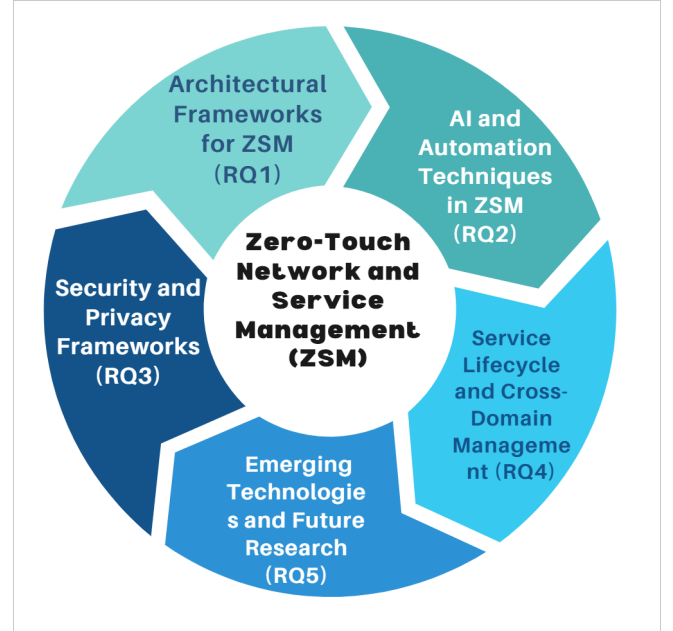 Architectural
Frameworks
for ZSM
(RQ1)
AI and
Automation
Techniques
in ZSM
(RQ2)
Zero-Touch
Network and
Service
Management
(ZSM)
Security and
Privacy
Frameworks
(RQ3)
Service
Lifecycle
and Cross-
Domain
Manageme
nt (RQ4)
Emerging
Technologie
s and Future
Research
(RQ5)